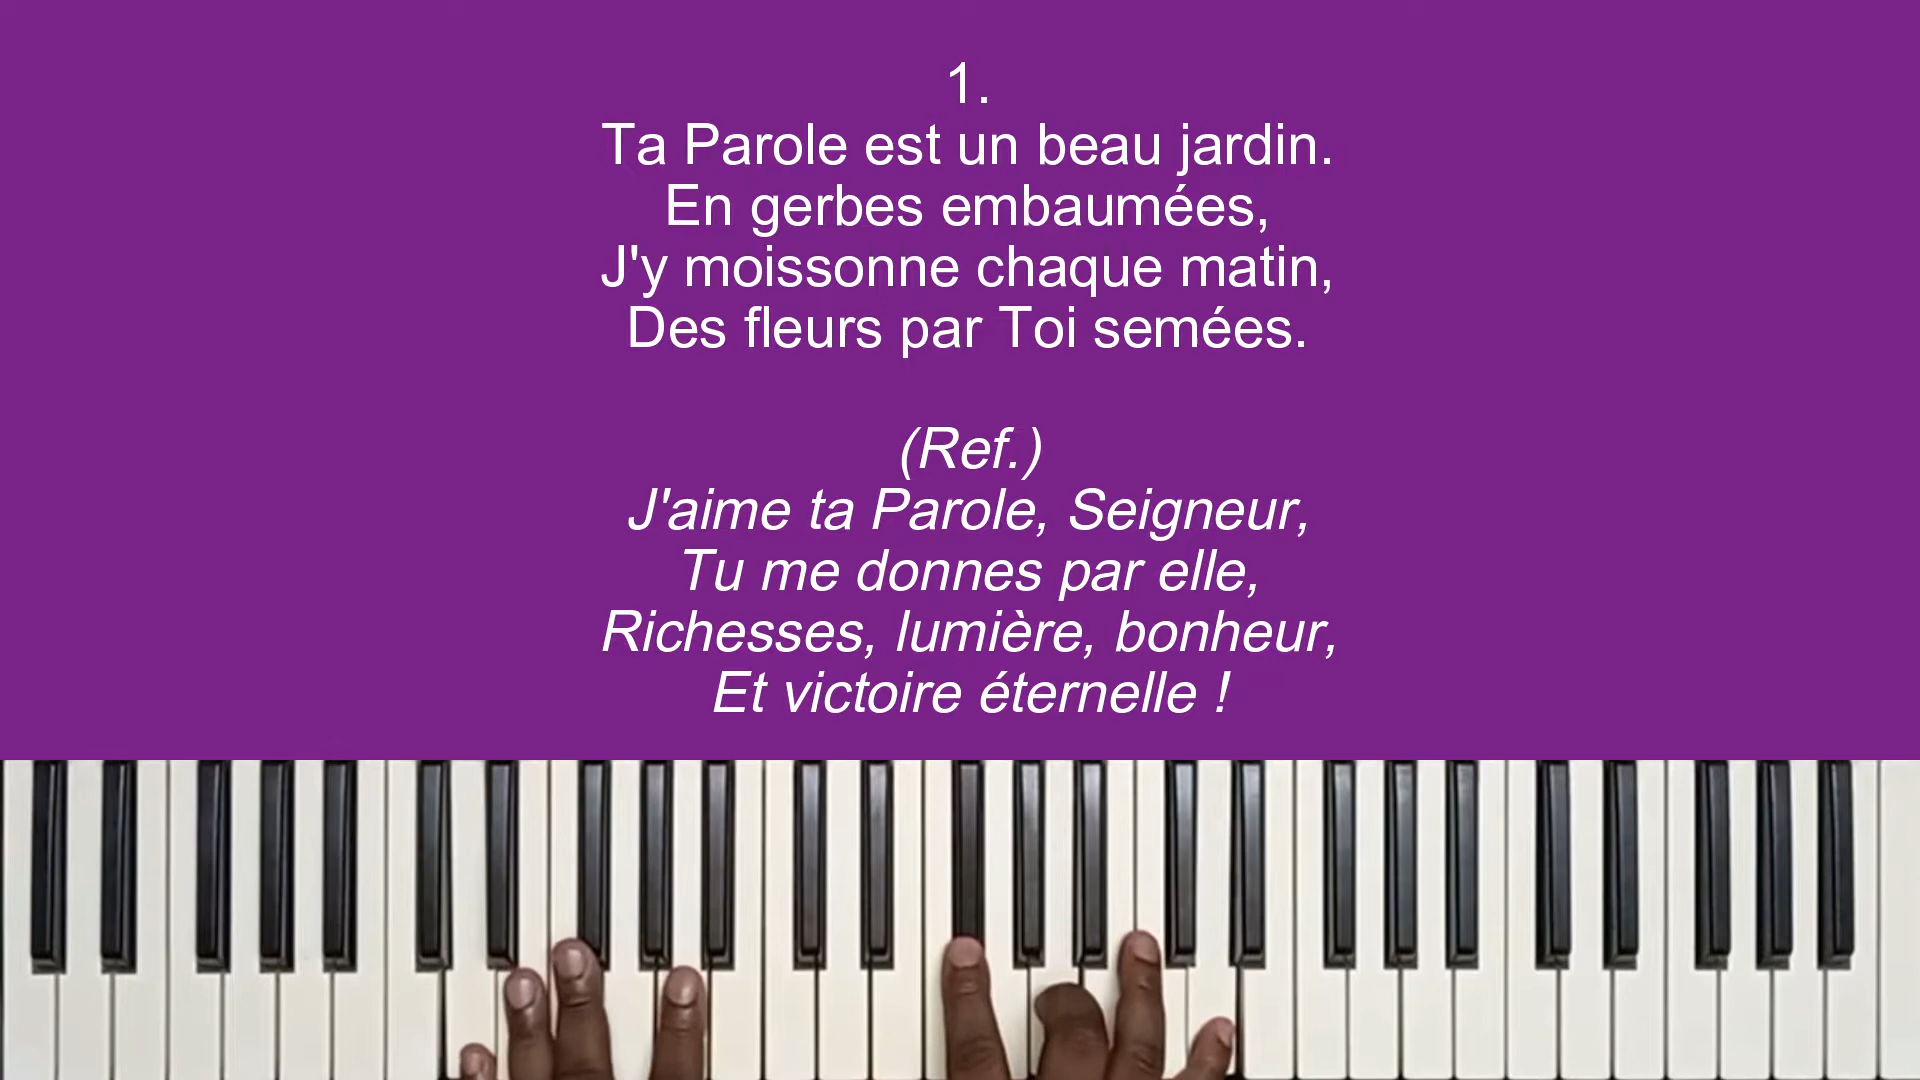 1.
Ta Parole est un beau jardin.
En gerbes embaumées,
J'y moissonne chaque matin,
Des fleurs par Toi semées.
(Ref.)
J'aime ta Parole, Seigneur,
Tu me donnes par elle,
Richesses, lumière, bonheur,
Et victoire éternelle !